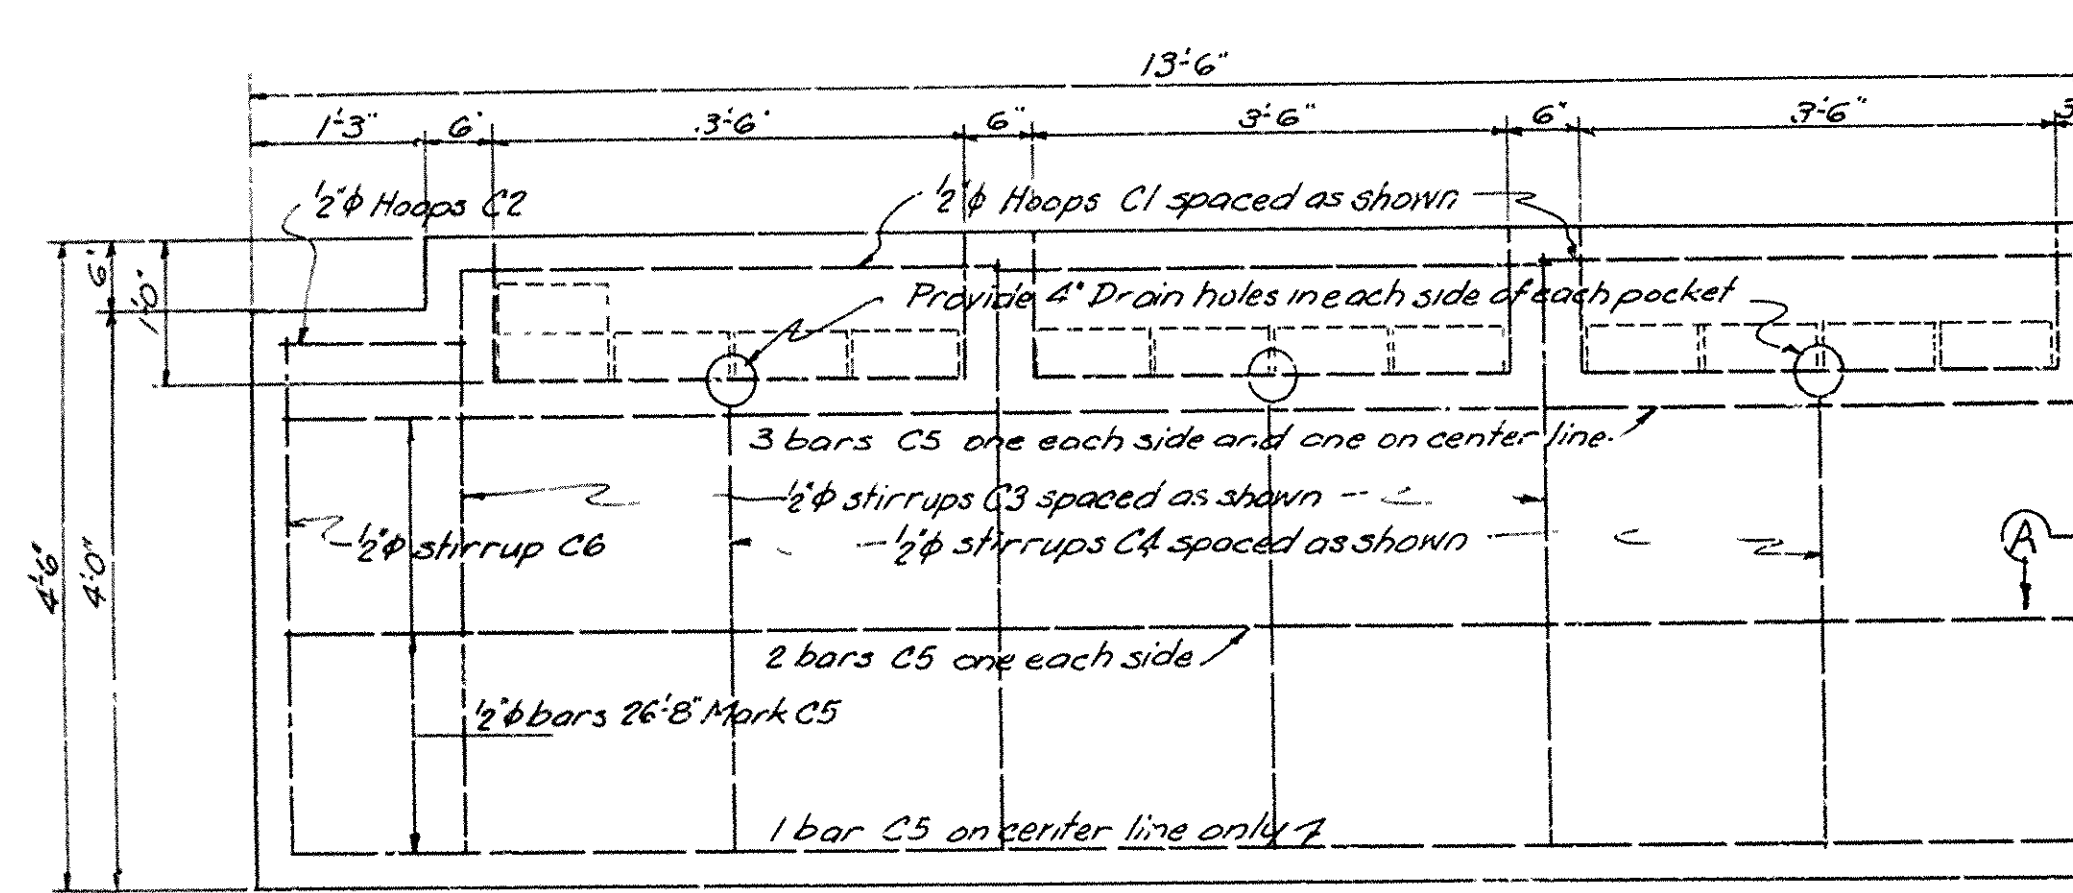 13'-6"
1'-3" 6" 3'-6" 6" 3'-6" 6" 3'-6" 3
½"φ Hoops C2
½"φ Hoops C1 spaced as shown
6"
1'-0"
Provide 4" Drain holes in each side of each pocket
3 bars C5 one each side and one on center line.
½"φ stirrups C3 spaced as shown
½"φ stirrup C6
½"φ stirrups C4 spaced as shown
A
4'-6"
4'-0"
2 bars C5 one each side
½"φ bars 26'-8" Mark C5
1 bar C5 on center line only